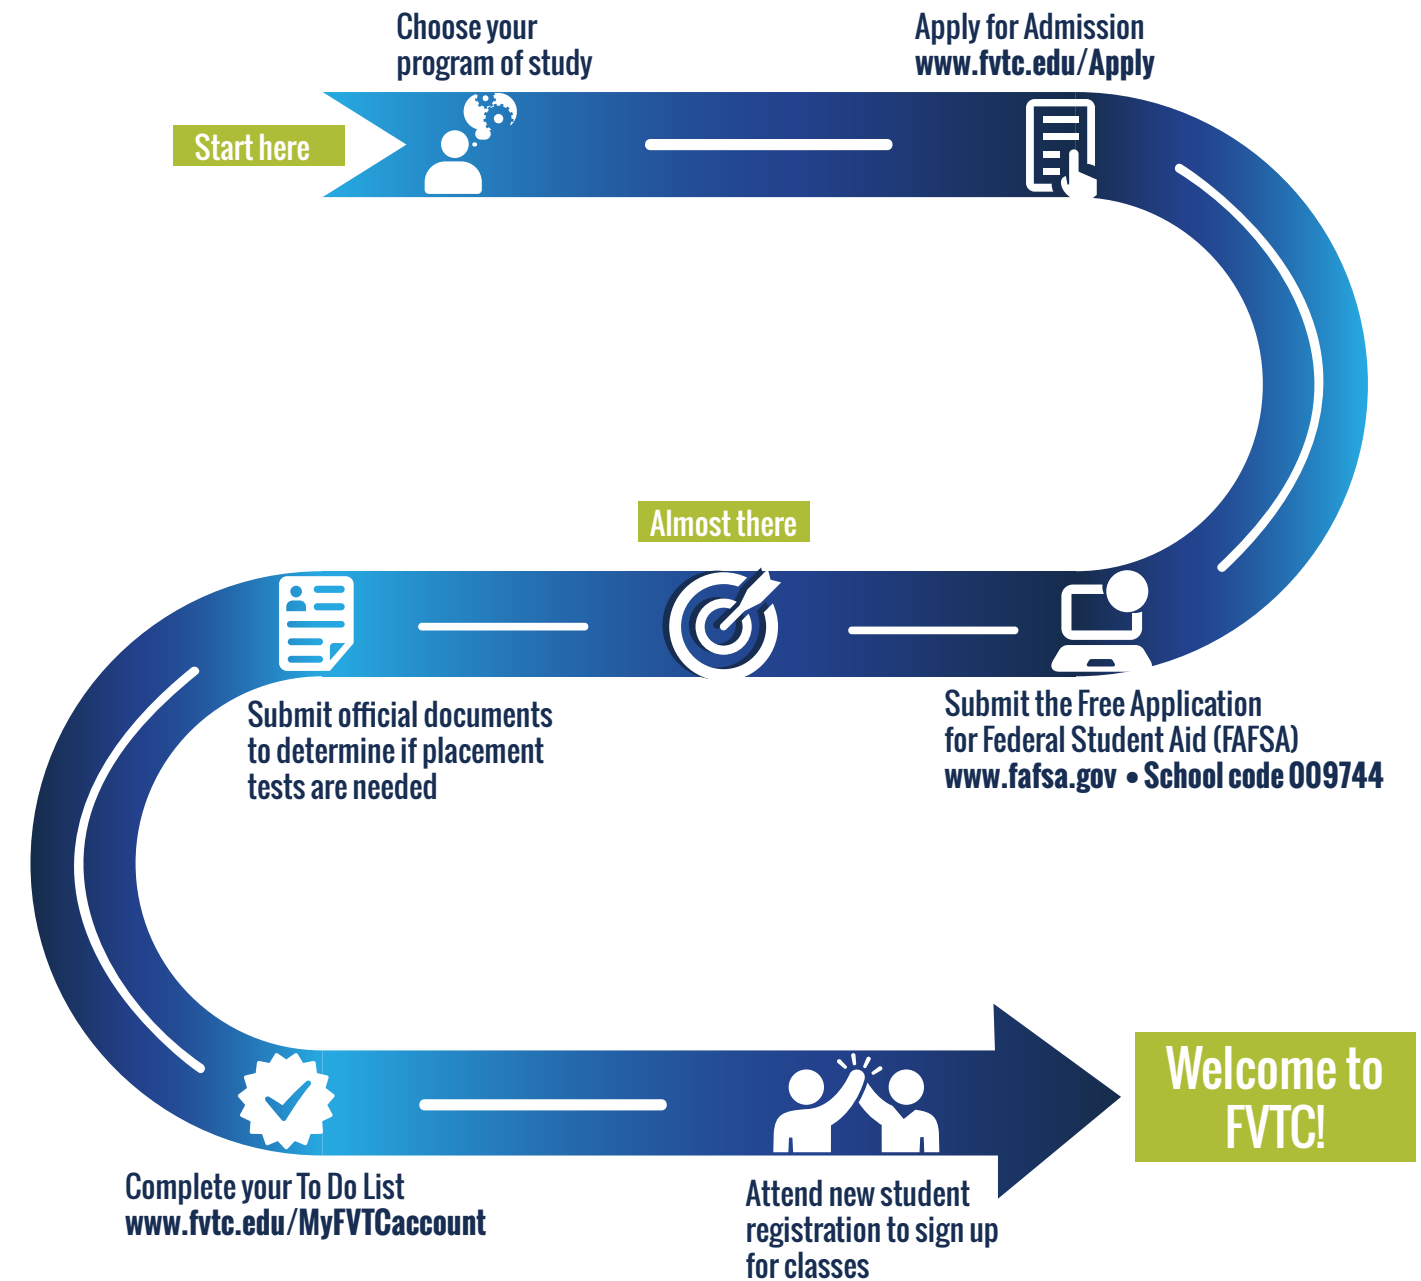 Choose your
program of study
Apply for Admission
www.fvtc.edu/Apply
Start here
Almost there
Submit the Free Application
for Federal Student Aid (FAFSA)
www.fafsa.gov • School code 009744
Submit official documents
to determine if placement
tests are needed
Complete your To Do List
www.fvtc.edu/MyFVTCaccount
Attend new student
registration to sign up
for classes
Welcome to
FVTC!